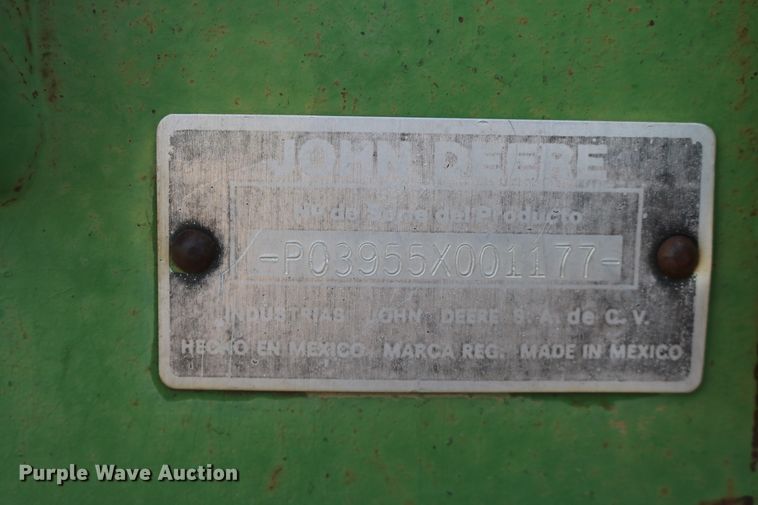 JOHN DEERE
Nº de Serie del Producto
-P03955X001177-
INDUSTRIAS JOHN DEERE S.A. de C.V.
HECHO EN MEXICO MARCA REG. MADE IN MEXICO
Purple Wave Auction